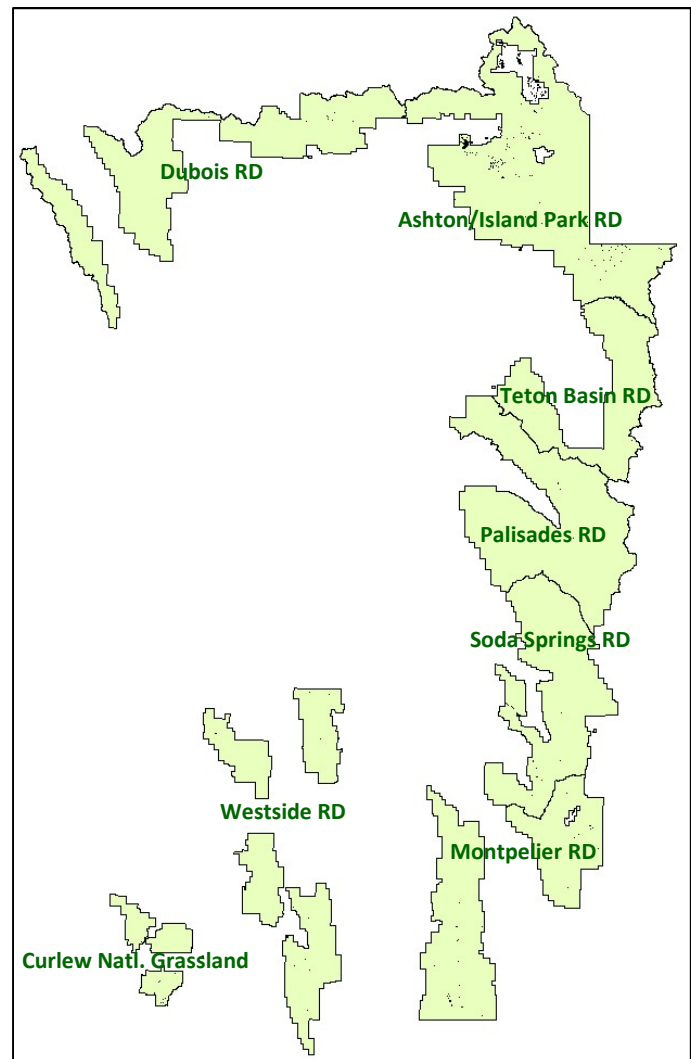 Dubois RD
Ashton/Island Park RD
Teton Basin RD
Palisades RD
Soda Springs RD
Westside RD
Montpelier RD
Curlew Natl. Grassland